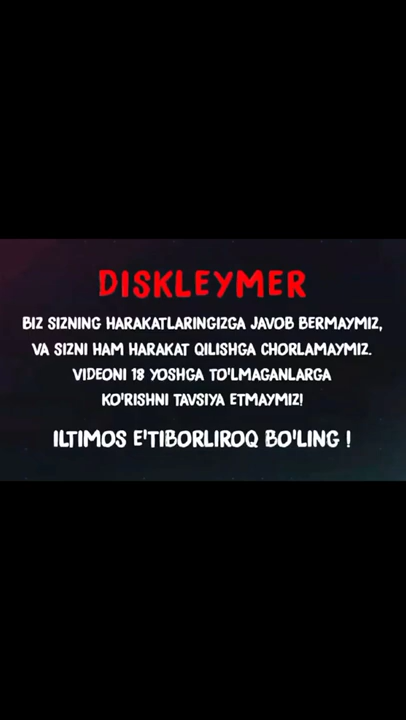 DISKLEYMER
BIZ SIZNING HARAKATLARINGIZGA JAVOB BERMAYMIZ,
VA SIZNI HAM HARAKAT QILISHGA CHORLAMAYMIZ.
VIDEONI 18 YOSHGA TO'LMAGANLARGA
KO'RISHNI TAVSIYA ETMAYMIZ!
ILTIMOS E'TIBORLIROQ BO'LING !